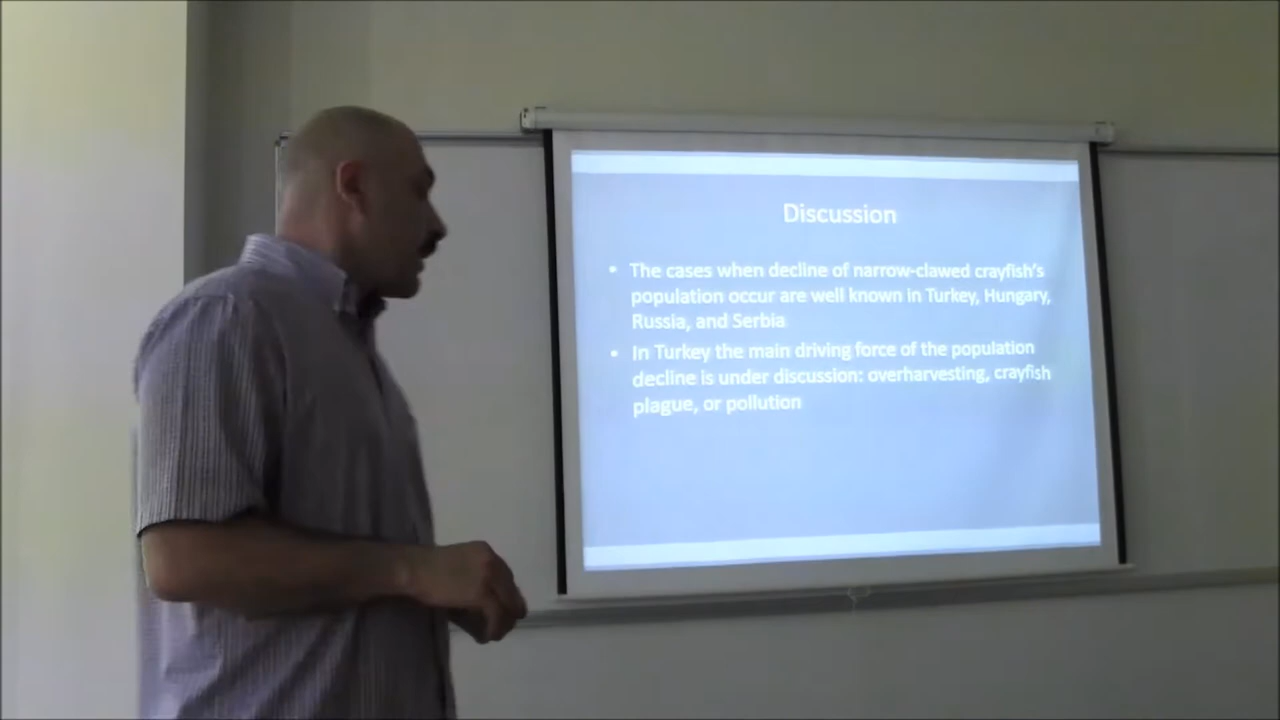 Discussion
• The cases when decline of narrow-clawed crayfish's
population occur are well known in Turkey, Hungary,
Russia, and Serbia
• In Turkey the main driving force of the population
decline is under discussion: overharvesting, crayfish
plague, or pollution